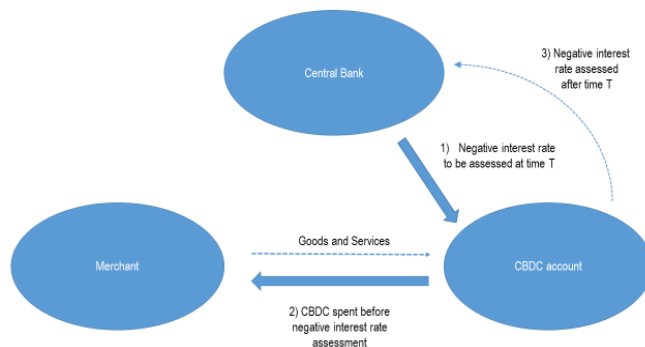 Central Bank
3) Negative interest
rate assessed
after time T
1) Negative interest rate
to be assessed at time T
Goods and Services
Merchant
CBDC account
2) CBDC spent before
negative interest rate
assessment